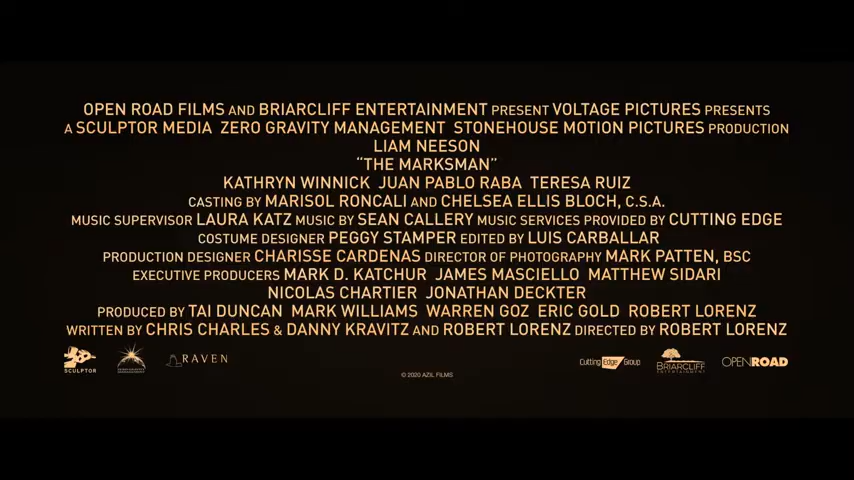 OPEN ROAD FILMS AND BRIARCLIFF ENTERTAINMENT PRESENT VOLTAGE PICTURES PRESENTS
A SCULPTOR MEDIA ZERO GRAVITY MANAGEMENT STONEHOUSE MOTION PICTURES PRODUCTION
LIAM NEESON
“THE MARKSMAN”
KATHRYN WINNICK JUAN PABLO RABA TERESA RUIZ
CASTING BY MARISOL RONCALI AND CHELSEA ELLIS BLOCH, C.S.A.
MUSIC SUPERVISOR LAURA KATZ MUSIC BY SEAN CALLERY MUSIC SERVICES PROVIDED BY CUTTING EDGE
COSTUME DESIGNER PEGGY STAMPER EDITED BY LUIS CARBALLAR
PRODUCTION DESIGNER CHARISSE CARDENAS DIRECTOR OF PHOTOGRAPHY MARK PATTEN, BSC
EXECUTIVE PRODUCERS MARK D. KATCHUR JAMES MASCIELLO MATTHEW SIDARI
NICOLAS CHARTIER JONATHAN DECKTER
PRODUCED BY TAI DUNCAN MARK WILLIAMS WARREN GOZ ERIC GOLD ROBERT LORENZ
WRITTEN BY CHRIS CHARLES & DANNY KRAVITZ AND ROBERT LORENZ DIRECTED BY ROBERT LORENZ
SCULPTOR
RAVEN
© 2020 AZIL FILMS
Cutting Edge Group
BRIARCLIFF
ENTERTAINMENT
OPEN ROAD